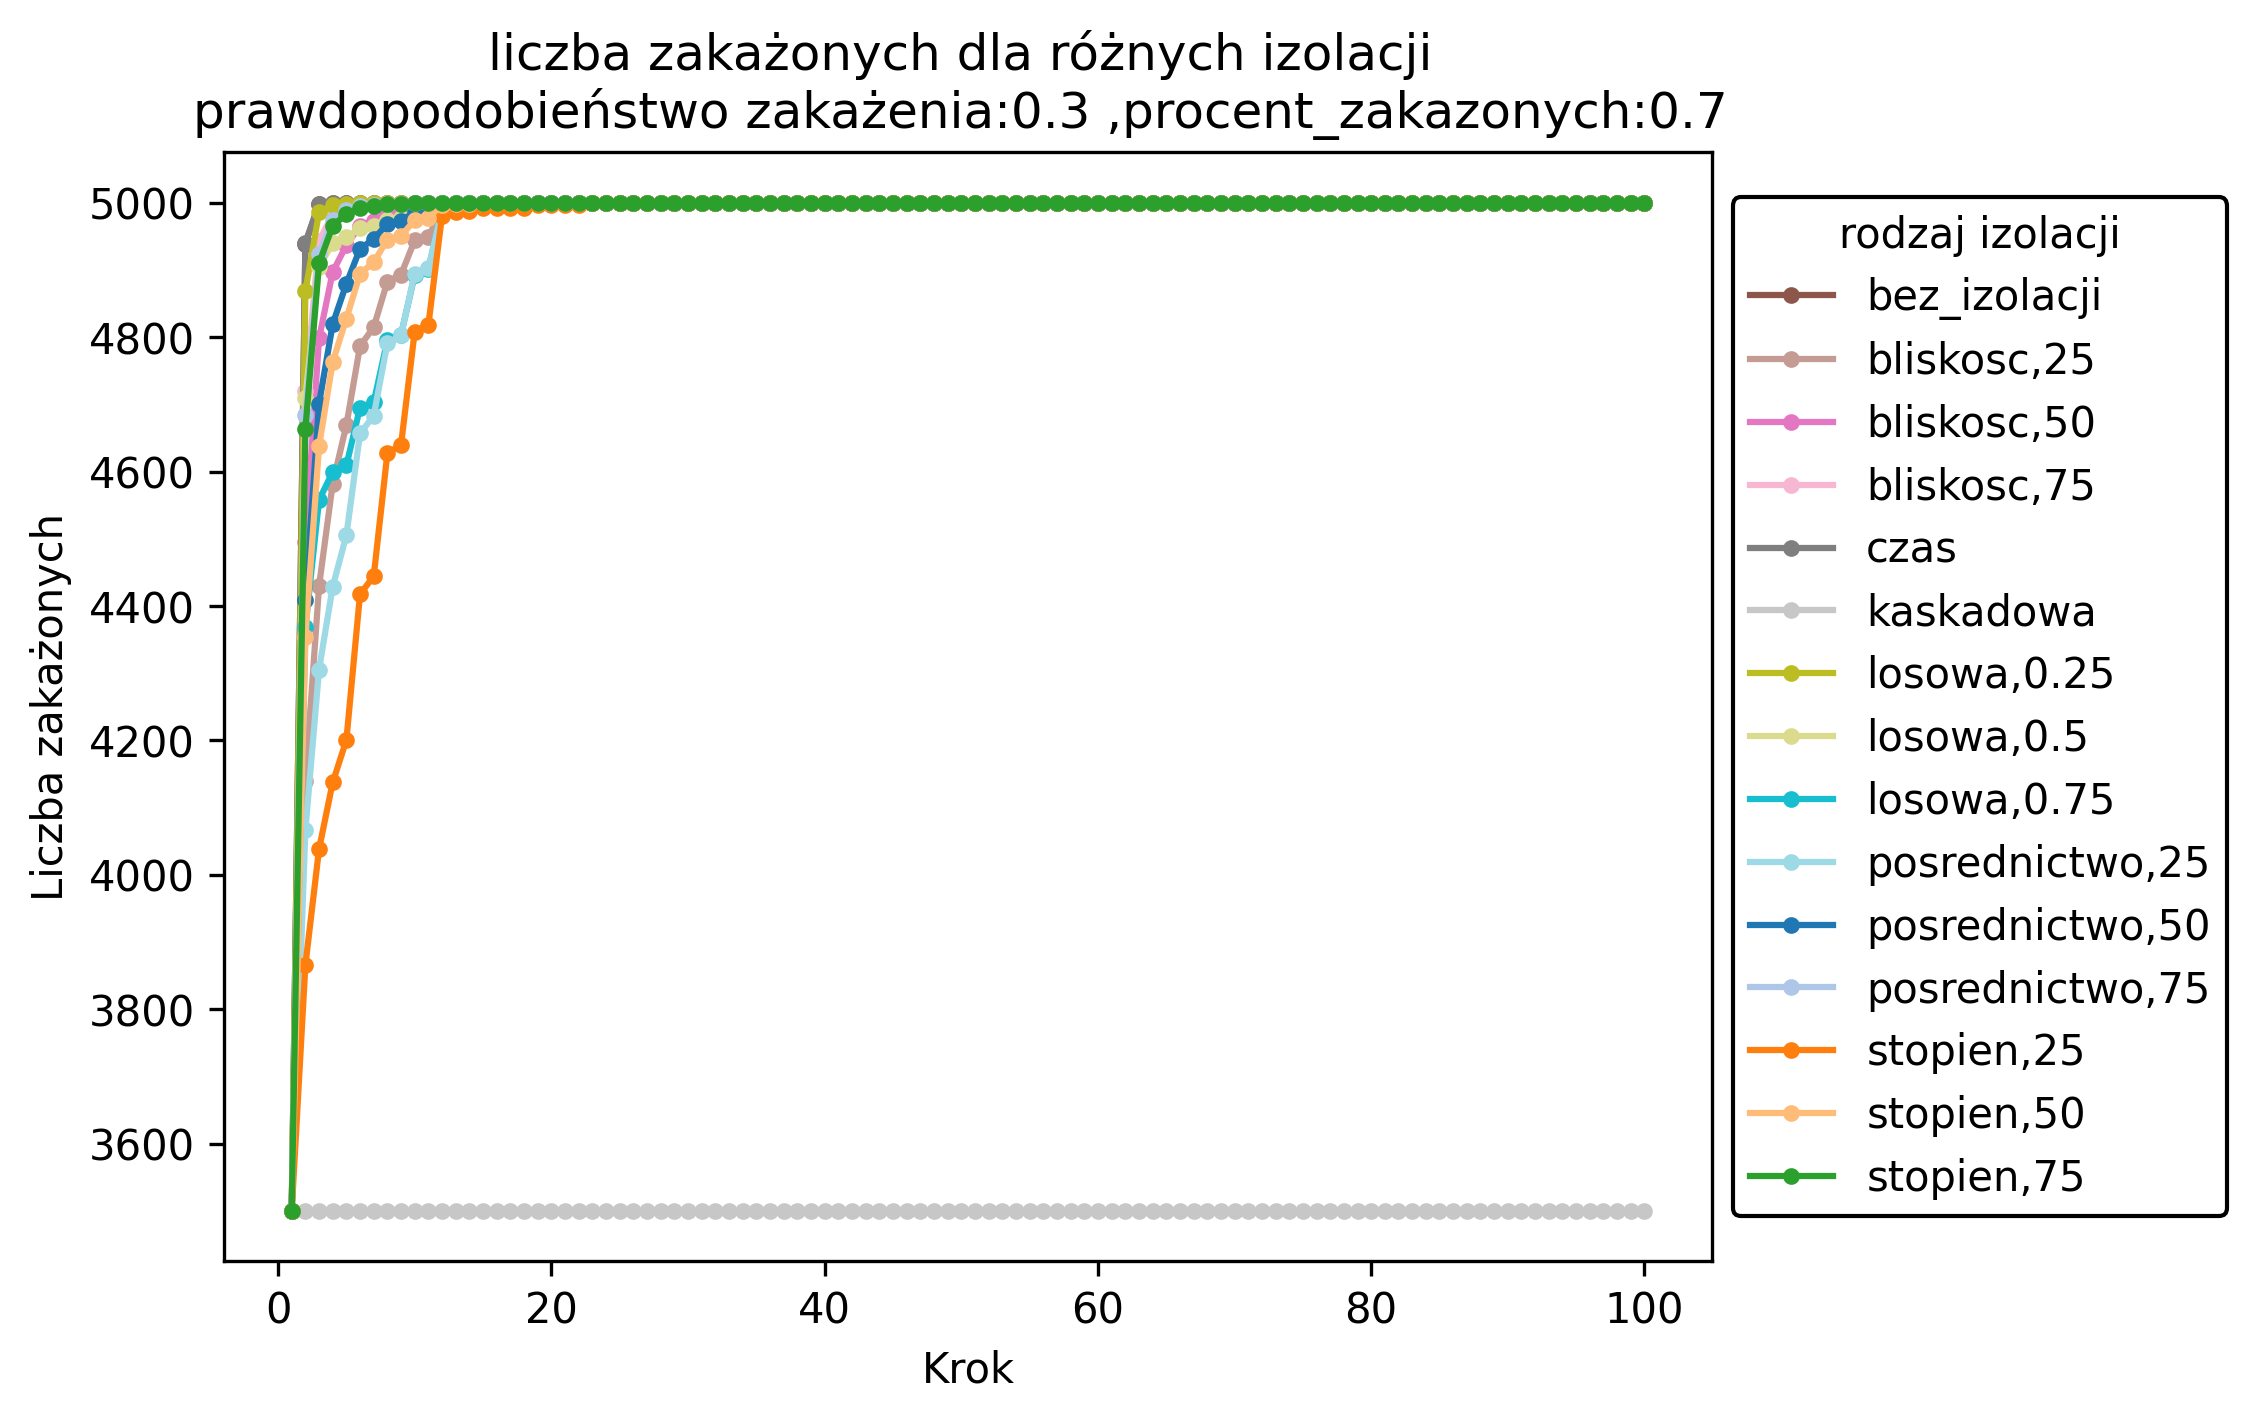 liczba zakażonych dla różnych izolacji
prawdopodobieństwo zakażenia:0.3 ,procent_zakazonych:0.7
5000
4800
4600
4400
4200
4000
3800
3600
Liczba zakażonych
0 20 40 60 80 100
Krok
rodzaj izolacji
bez_izolacji
bliskosc,25
bliskosc,50
bliskosc,75
czas
kaskadowa
losowa,0.25
losowa,0.5
losowa,0.75
posrednictwo,25
posrednictwo,50
posrednictwo,75
stopien,25
stopien,50
stopien,75